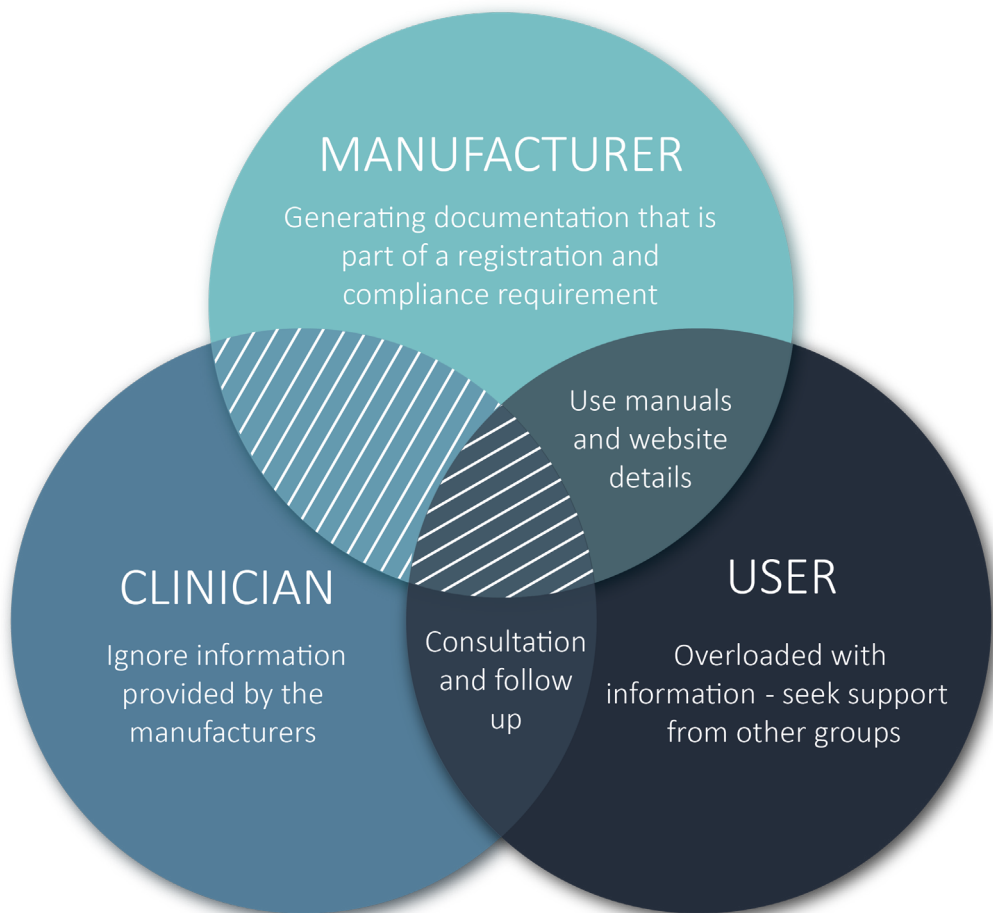 MANUFACTURER
Generating documentation that is
part of a registration and
compliance requirement
Use manuals
and website
details
CLINICIAN
Ignore information
provided by the
manufacturers
Consultation
and follow
up
USER
Overloaded with
information - seek support
from other groups